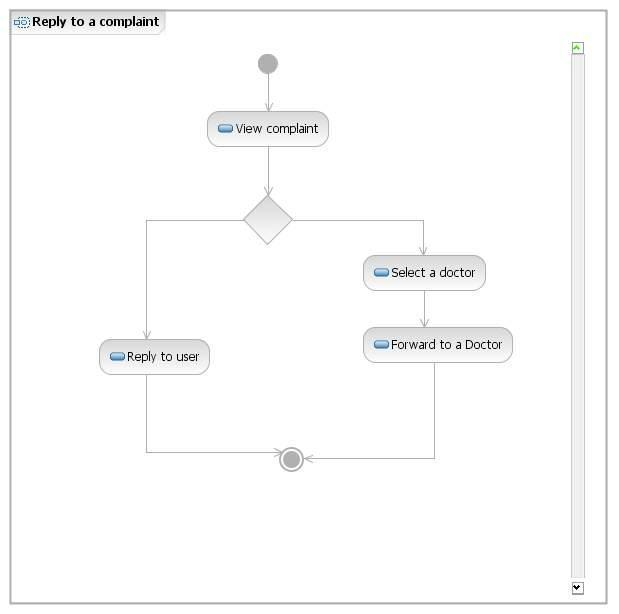 Reply to a complaint
View complaint
Select a doctor
Forward to a Doctor
Reply to user